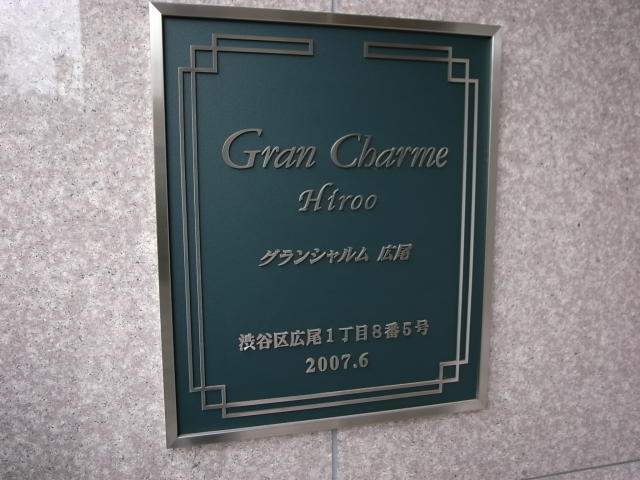 Gran Charme
Hiroo
グランシャルム 広尾
渋谷区広尾1丁目8番5号
2007.6